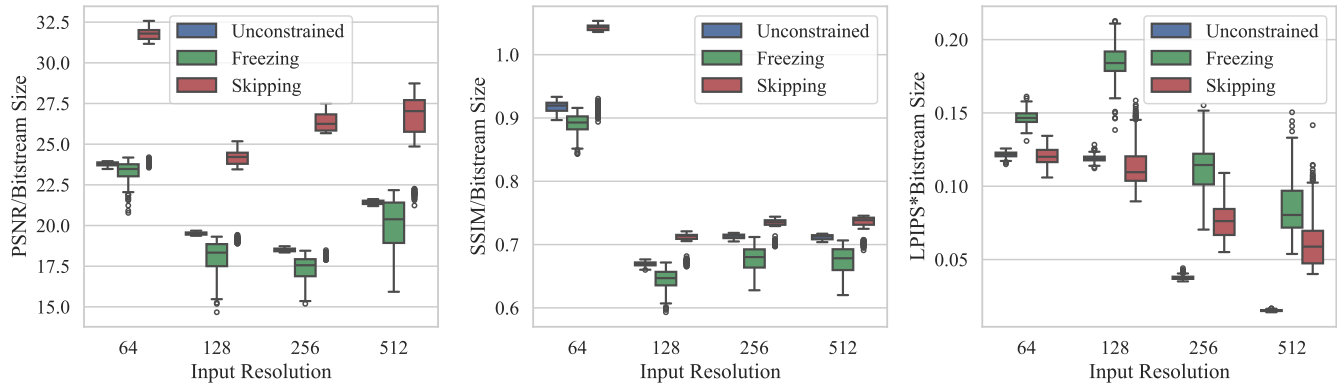 PSNR/Bitstream Size
32.5
30.0
27.5
25.0
22.5
20.0
17.5
15.0
Unconstrained
Freezing
Skipping
64
128
256
512
Input Resolution
SSIM/Bitstream Size
1.0
0.9
0.8
0.7
0.6
Unconstrained
Freezing
Skipping
64
128
256
512
Input Resolution
LPIPS*Bitstream Size
0.20
0.15
0.10
0.05
Unconstrained
Freezing
Skipping
64
128
256
512
Input Resolution